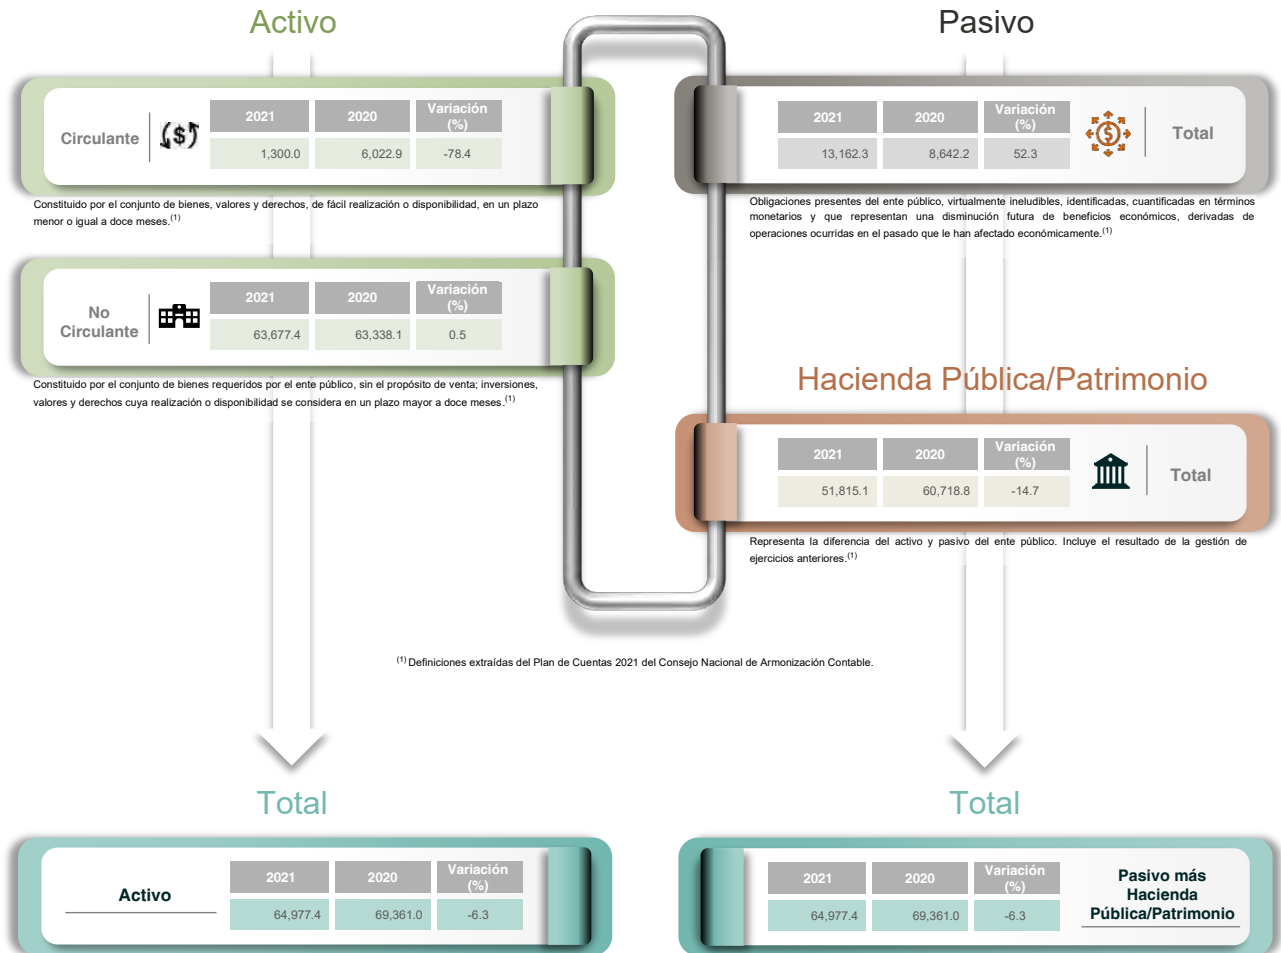 Activo
Circulante
2021 2020 Variación (%)
1,300.0 6,022.9 -78.4
Constituido por el conjunto de bienes, valores y derechos, de fácil realización o disponibilidad, en un plazo
menor o igual a doce meses.(1)
No
Circulante
2021 2020 Variación (%)
63,677.4 63,338.1 0.5
Constituido por el conjunto de bienes requeridos por el ente público, sin el propósito de venta; inversiones,
valores y derechos cuya realización o disponibilidad se considera en un plazo mayor a doce meses.(1)
Pasivo
2021 2020 Variación (%)
13,162.3 8,642.2 52.3
Total
Obligaciones presentes del ente público, virtualmente ineludibles, identificadas, cuantificadas en términos
monetarios y que representan una disminución futura de beneficios económicos, derivadas de
operaciones ocurridas en el pasado que le han afectado económicamente.(1)
Hacienda Pública/Patrimonio
2021 2020 Variación (%)
51,815.1 60,718.8 -14.7
Total
Representa la diferencia del activo y pasivo del ente público. Incluye el resultado de la gestión de
ejercicios anteriores.(1)
(1) Definiciones extraídas del Plan de Cuentas 2021 del Consejo Nacional de Armonización Contable.
Total
Activo
2021 2020 Variación (%)
64,977.4 69,361.0 -6.3
Total
2021 2020 Variación (%)
64,977.4 69,361.0 -6.3
Pasivo más
Hacienda
Pública/Patrimonio